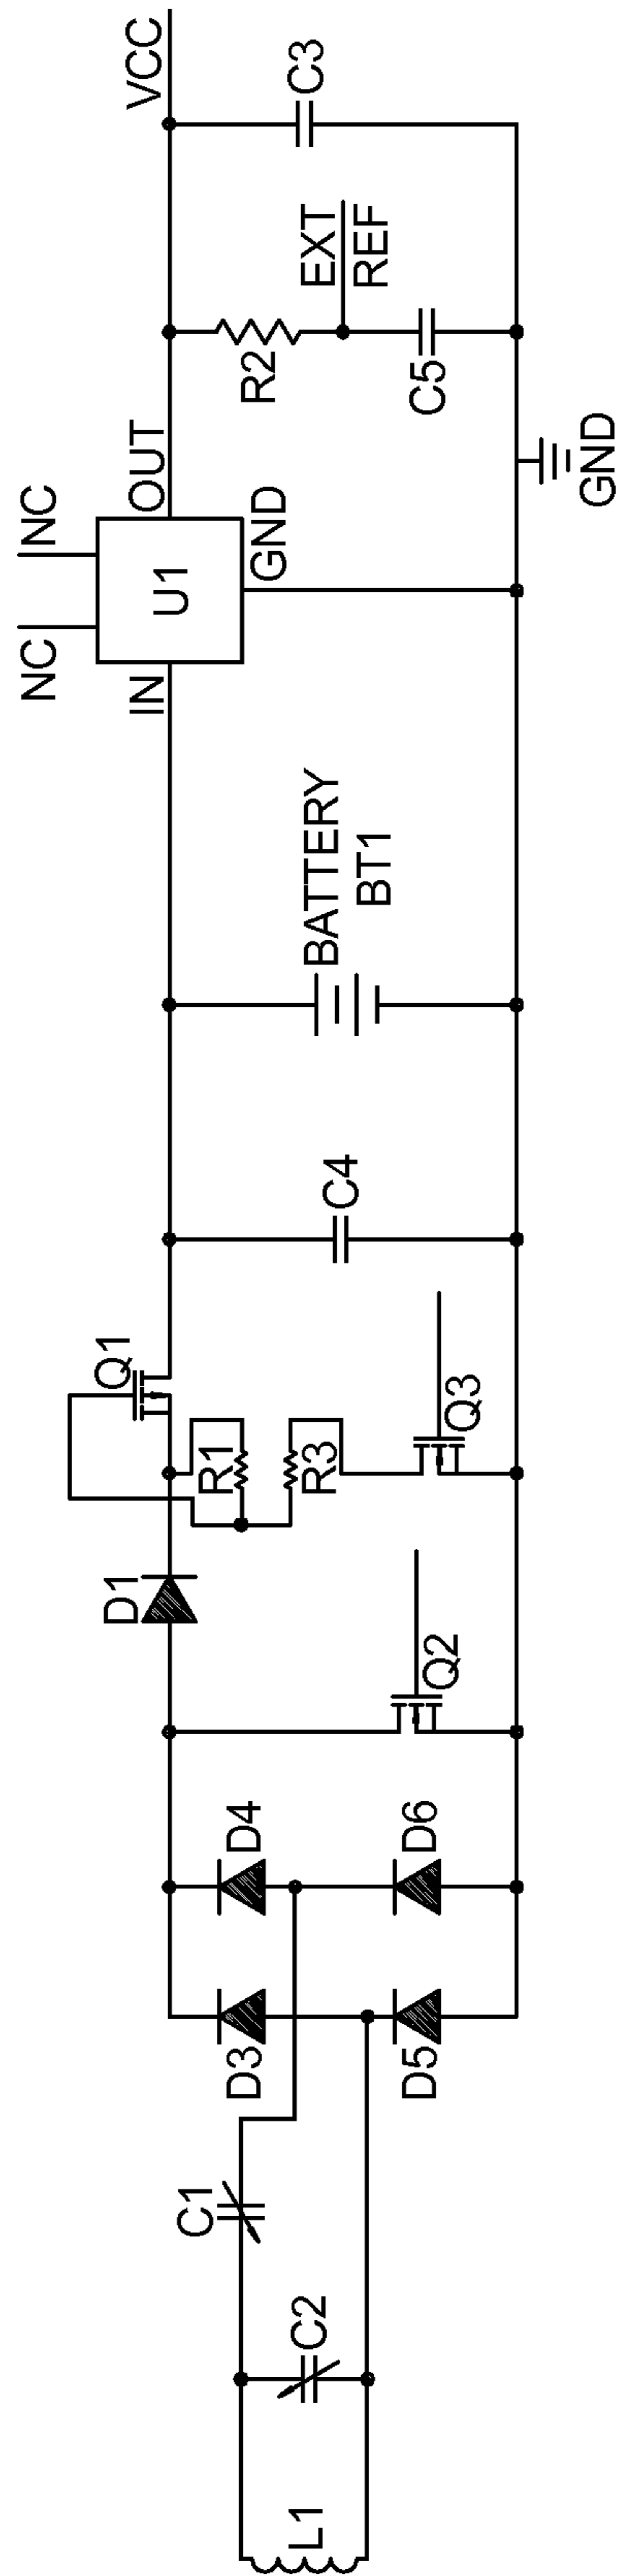 L1
C2
C1
D3
D5
D4
D6
Q2
D1
R1
R3
Q3
Q1
C4
BATTERY
BT1
IN
NC
NC
U1
OUT
GND
GND
R2
C5
EXT
REF
C3
VCC